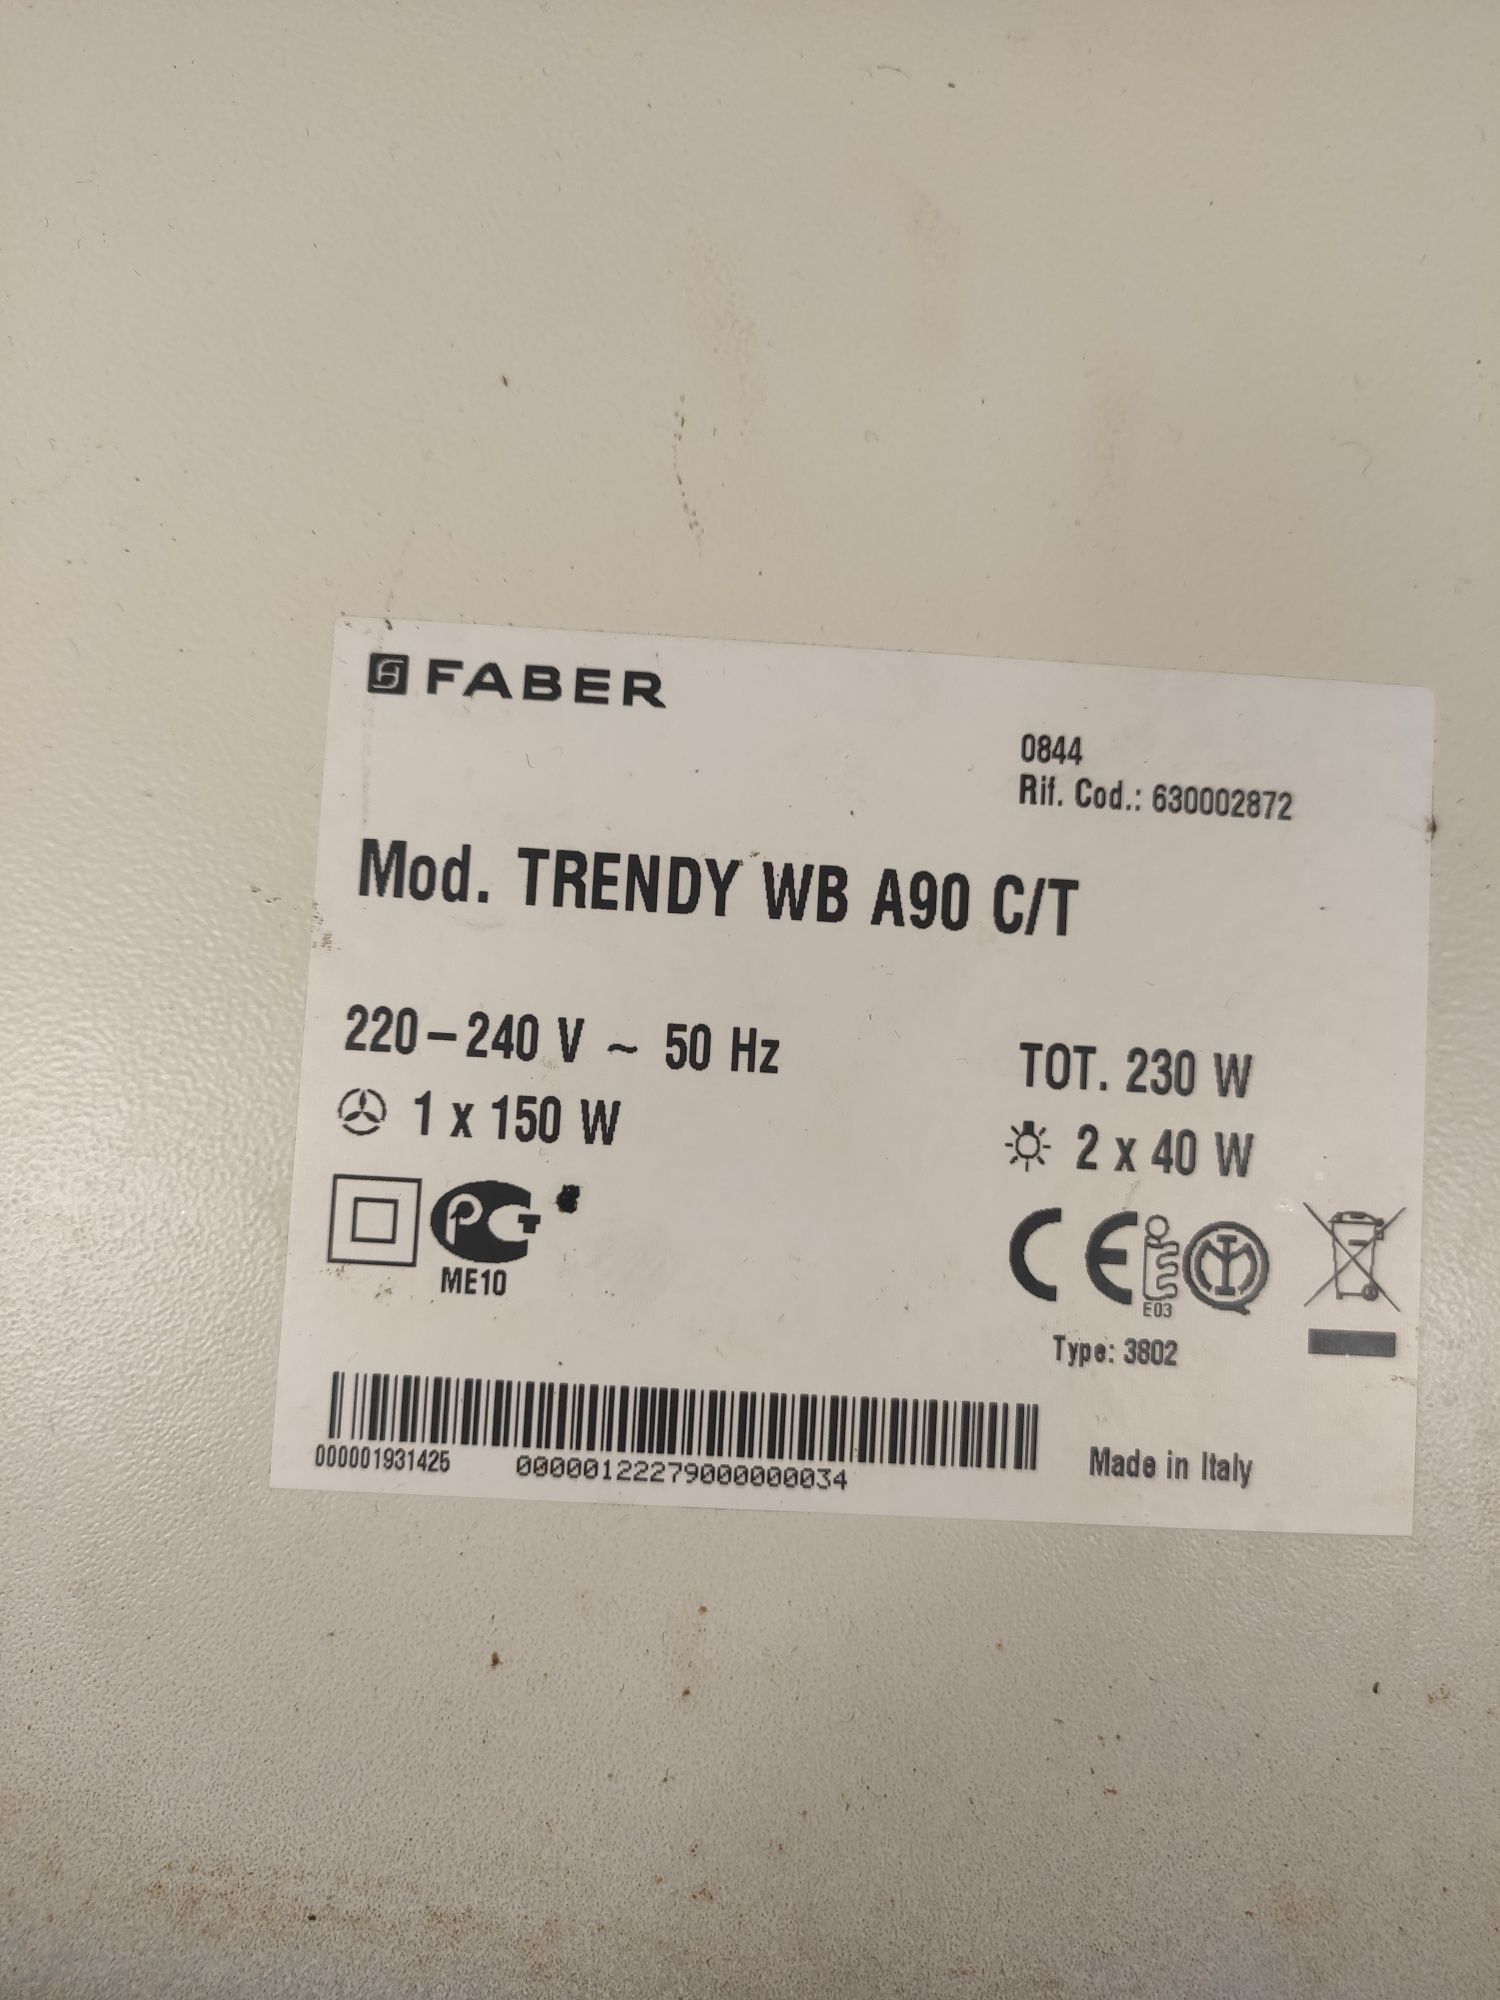 FABER
0844
Rif. Cod.: 630002872
Mod. TRENDY WB A90 C/T
220-240 V ~ 50 Hz
TOT. 230 W
1 x 150 W
2 x 40 W
ME10
CE
E03
Type: 3802
000001931425 00000122279000000034
Made in Italy